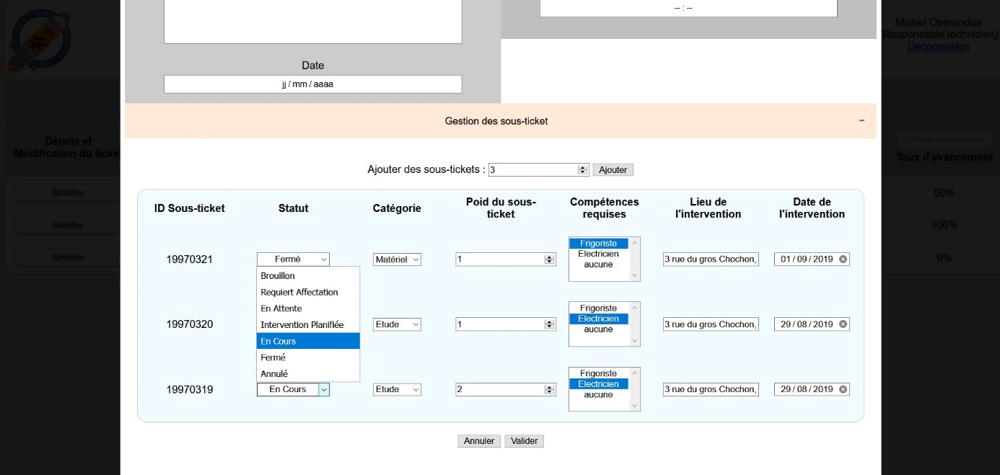 -- : --
Michel Operandus
Responsable technicien)
Deconnexion
Date
jj / mm / aaaa
Gestion des sous-ticket
−
Détails et
Modification du ticke
Taux d'avancement
Ajouter des sous-tickets : 3 Ajouter
ID Sous-ticket Statut Catégorie Poid du sous-ticket Compétences requises Lieu de l'intervention Date de l'intervention
Modifier 50%
Modifier 100%
Modifier 0%
19970321 Fermé Matériel 1 Frigoriste Electricien aucune 3 rue du gros Chochon, 01 / 09 / 2019
Brouillon
Requiert Affectation
En Attente
Intervention Planifiée
En Cours
Fermé
Annulé
19970320 Etude 1 Frigoriste Electricien aucune 3 rue du gros Chochon, 29 / 08 / 2019
19970319 En Cours Etude 2 Frigoriste Electricien aucune 3 rue du gros Chochon, 29 / 08 / 2019
Annuler Valider